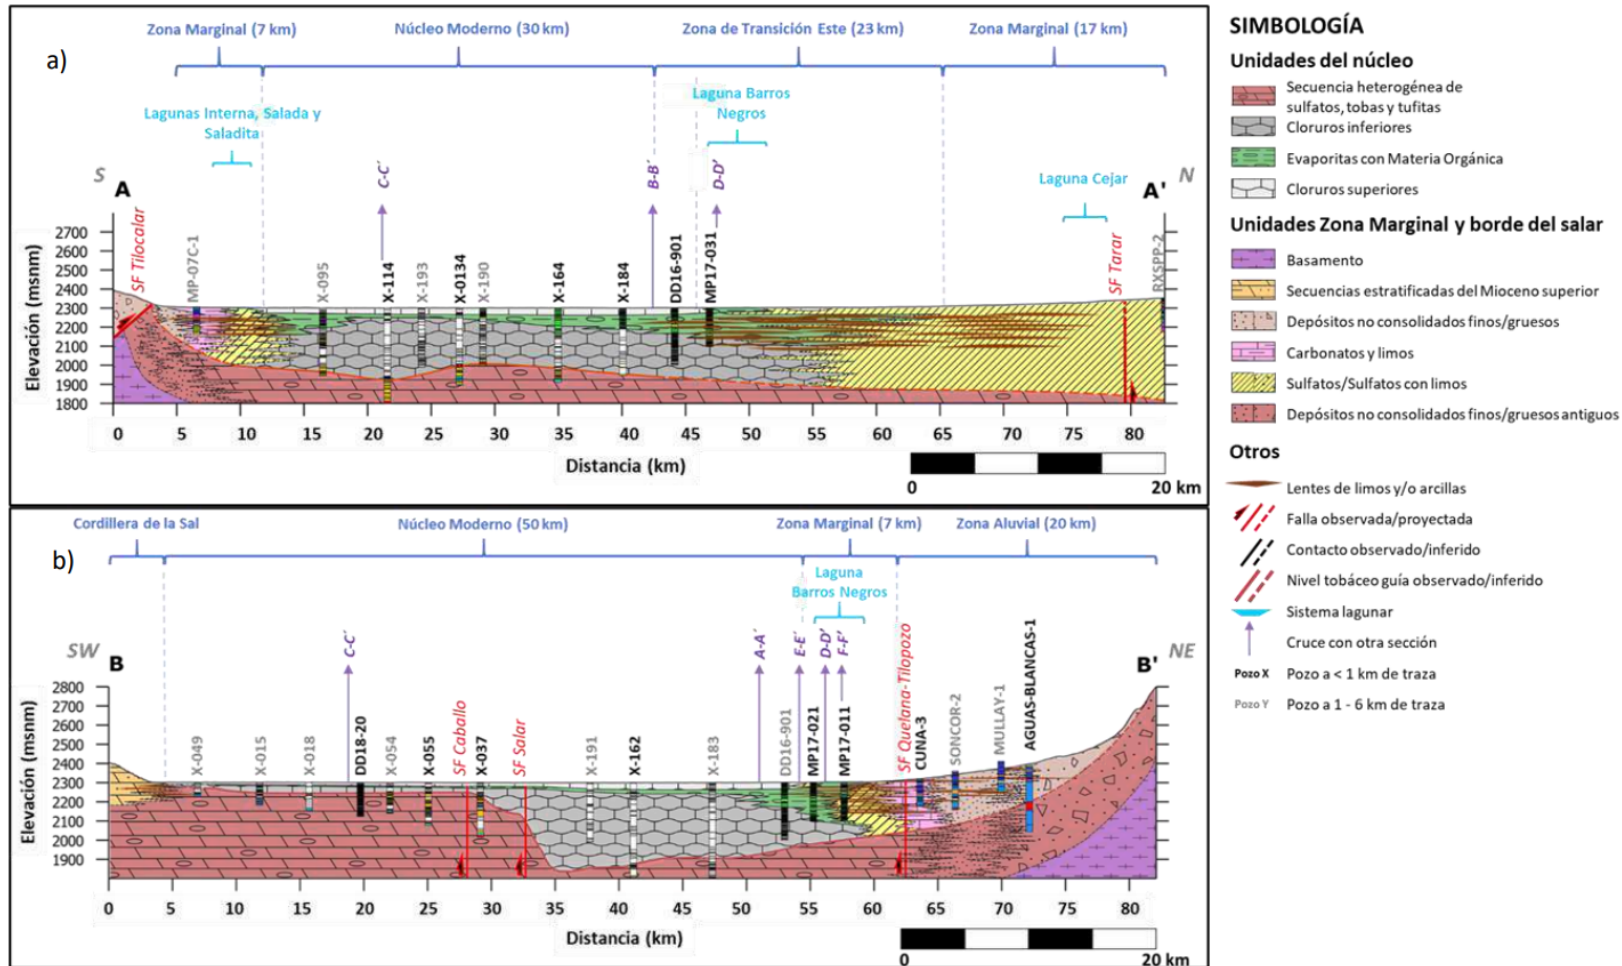 a)
Zona Marginal (7 km)
Núcleo Moderno (30 km)
Zona de Transición Este (23 km)
Zona Marginal (17 km)
Lagunas Interna, Salada y
Saladita
Laguna Barros
Negros
Laguna Cejar
S
A
A'
N
SF Tilocalar
MP-07C-1
X-095
C-C´
X-114
X-193
X-0134
X-190
X-164
X-184
B-B´
DD16-901
D-D'
MP17-031
SF Tarar
RXSPP-2
Elevación (msnm)
2700
2600
2500
2400
2300
2200
2100
2000
1900
1800
0 5 10 15 20 25 30 35 40 45 50 55 60 65 70 75 80
Distancia (km)
0 20 km
b)
Cordillera de la Sal
Núcleo Moderno (50 km)
Zona Marginal (7 km)
Zona Aluvial (20 km)
Laguna
Barros Negros
SW
B
B'
NE
X-049
X-015
X-018
C-C´
DD18-20
X-054
X-055
SF Caballo
X-037
SF Salar
X-191
X-162
X-183
A-A´
DD16-901
E-E´
MP17-021
D-D'
F-F'
MP17-011
SF Quelana-Tilopozo
CUNA-3
SONCOR-2
MULLAY-1
AGUAS-BLANCAS-1
Elevación (msnm)
2800
2700
2600
2500
2400
2300
2200
2100
2000
1900
0 5 10 15 20 25 30 35 40 45 50 55 60 65 70 75 80
Distancia (km)
0 20 km
SIMBOLOGÍA
Unidades del núcleo
Secuencia heterogénea de
sulfatos, tobas y tufitas
Cloruros inferiores
Evaporitas con Materia Orgánica
Cloruros superiores
Unidades Zona Marginal y borde del salar
Basamento
Secuencias estratificadas del Mioceno superior
Depósitos no consolidados finos/gruesos
Carbonatos y limos
Sulfatos/Sulfatos con limos
Depósitos no consolidados finos/gruesos antiguos
Otros
Lentes de limos y/o arcillas
Falla observada/proyectada
Contacto observado/inferido
Nivel tobáceo guía observado/inferido
Sistema lagunar
Cruce con otra sección
Pozo X Pozo a < 1 km de traza
Pozo Y Pozo a 1 - 6 km de traza